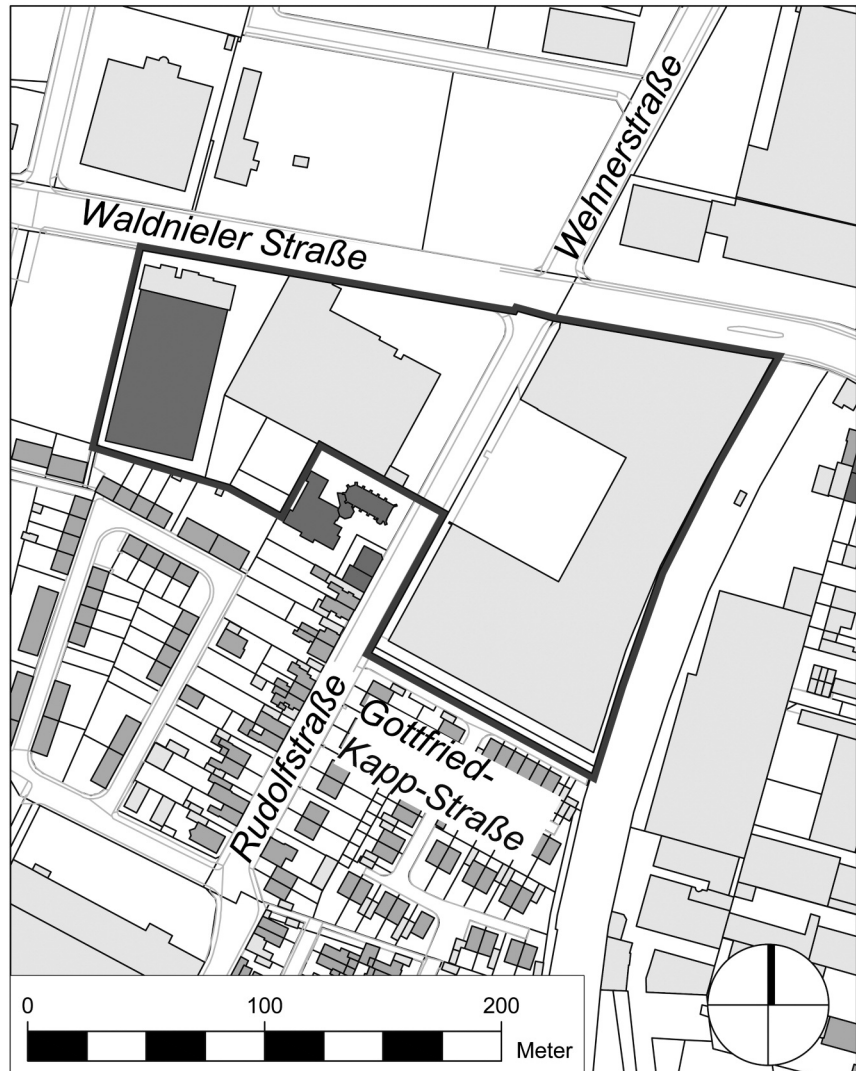 Wehnerstraße
Waldnieler Straße
Rudolfstraße
Gottfried-
Kapp-Straße
0 100 200
Meter